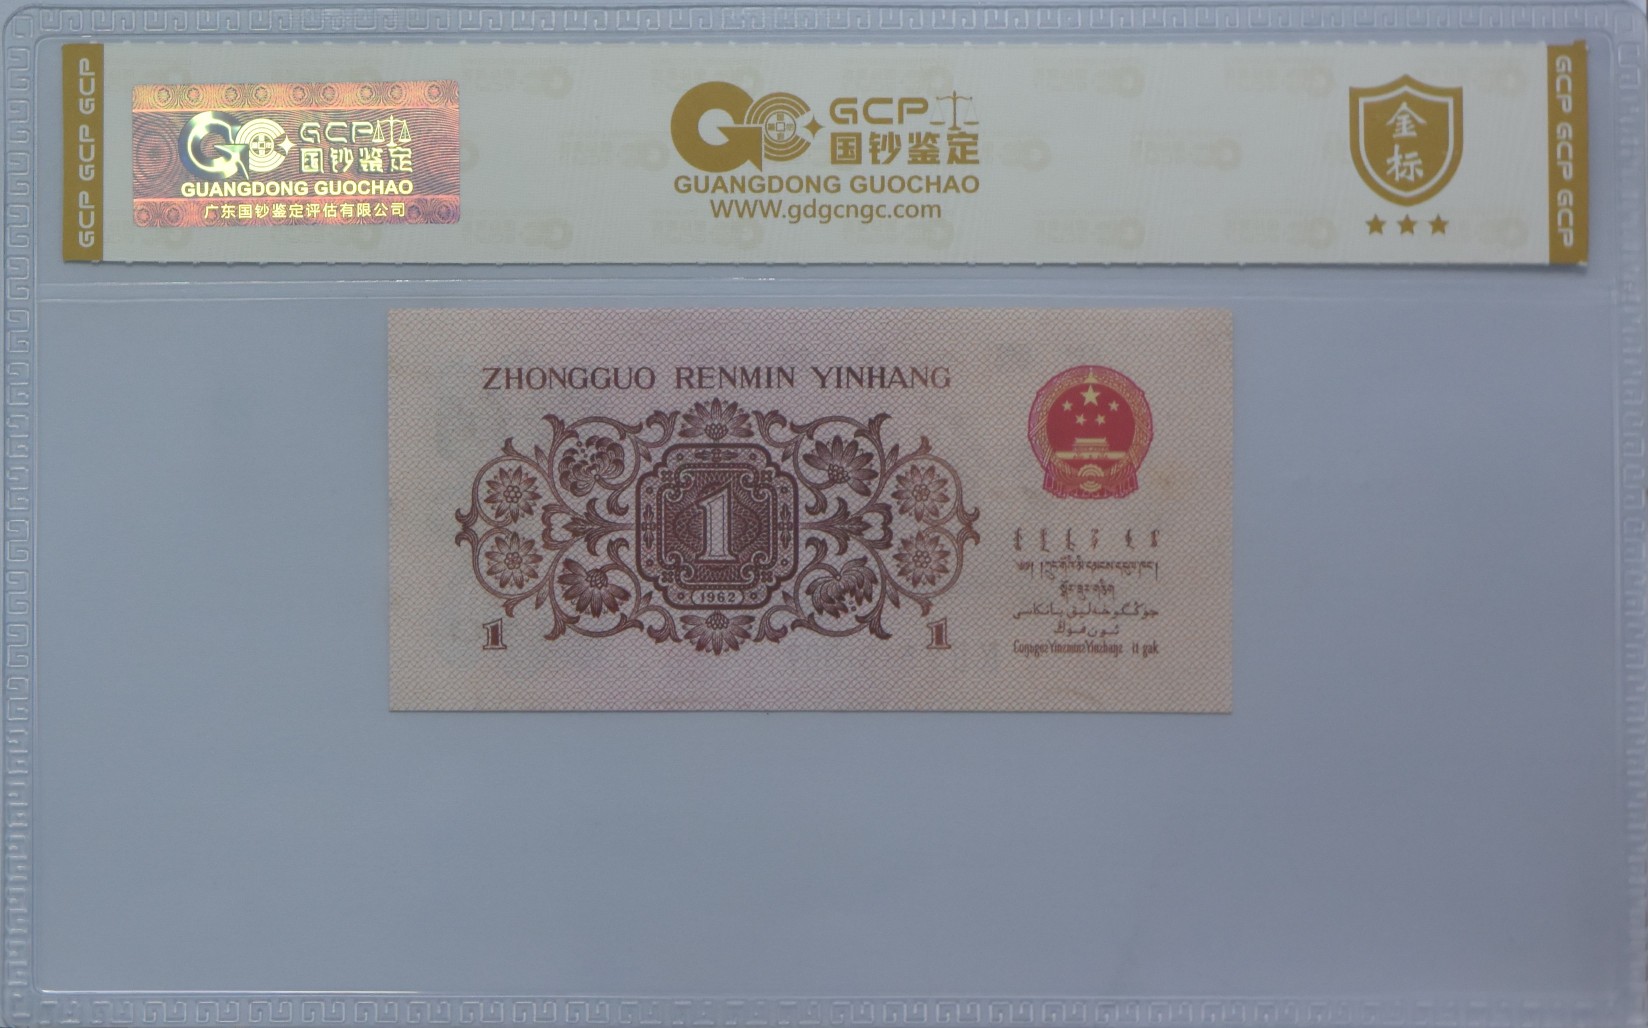 GCP GCP GCP
GCP
国钞鉴定
GUANGDONG GUOCHAO
广东国钞鉴定评估有限公司
GCP
国钞鉴定
GUANGDONG GUOCHAO
WWW.gdgcngc.com
金
标
GCP GCP GCP
ZHONGGUO RENMIN YINHANG
1
1962
1
1